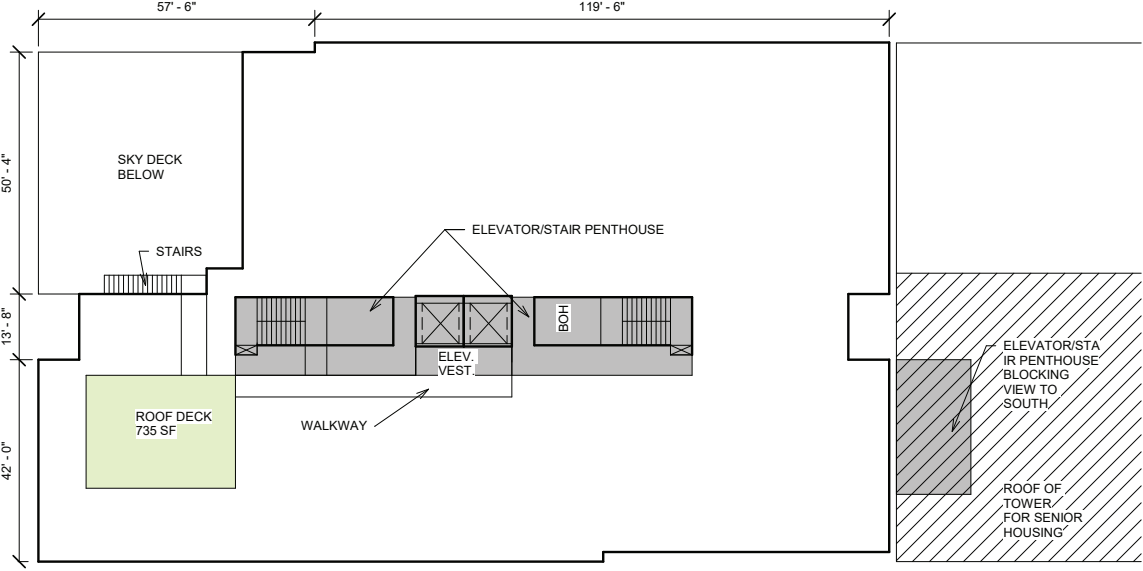 57' - 6"
119' - 6"
50' - 4"
13' - 8"
42' - 0"
SKY DECK
BELOW
STAIRS
ELEVATOR/STAIR PENTHOUSE
BOH
ELEV.
VEST.
WALKWAY
ROOF DECK
735 SF
ELEVATOR/STA
IR PENTHOUSE
BLOCKING
VIEW TO
SOUTH
ROOF OF
TOWER
FOR SENIOR
HOUSING